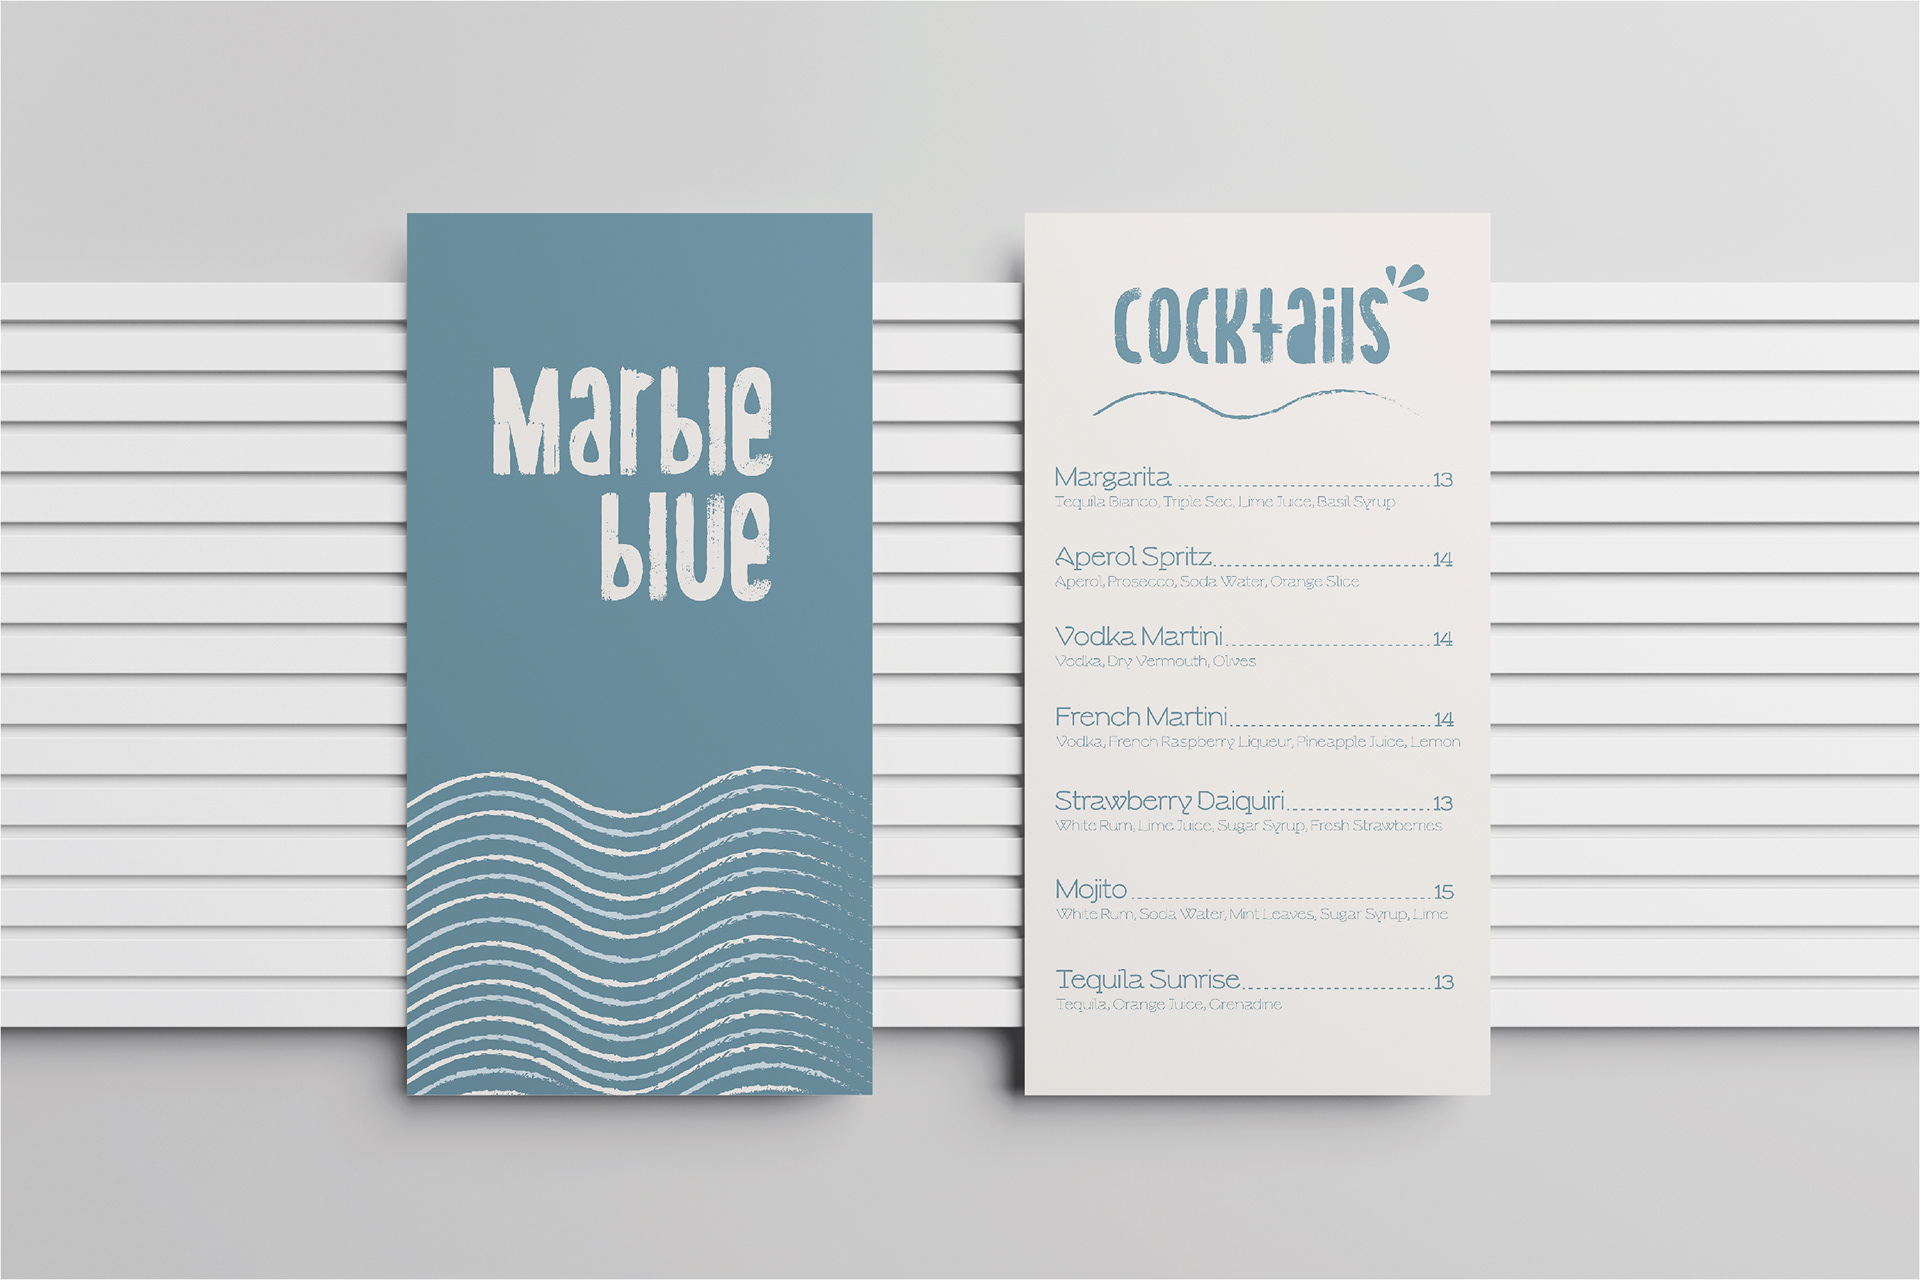 Marble
blue
Cocktails
Margarita 13
Tequila Bianco, Triple Sec, Lime Juice, Basil Syrup
Aperol Spritz 14
Aperol, Prosecco, Soda Water, Orange Slice
Vodka Martini 14
Vodka, Dry Vermouth, Olives
French Martini 14
Vodka, French Raspberry Liqueur, Pineapple Juice, Lemon
Strawberry Daiquiri 13
White Rum, Lime Juice, Sugar Syrup, Fresh Strawberries
Mojito 15
White Rum, Soda Water, Mint Leaves, Sugar Syrup, Lime
Tequila Sunrise 13
Tequila, Orange Juice, Grenadine